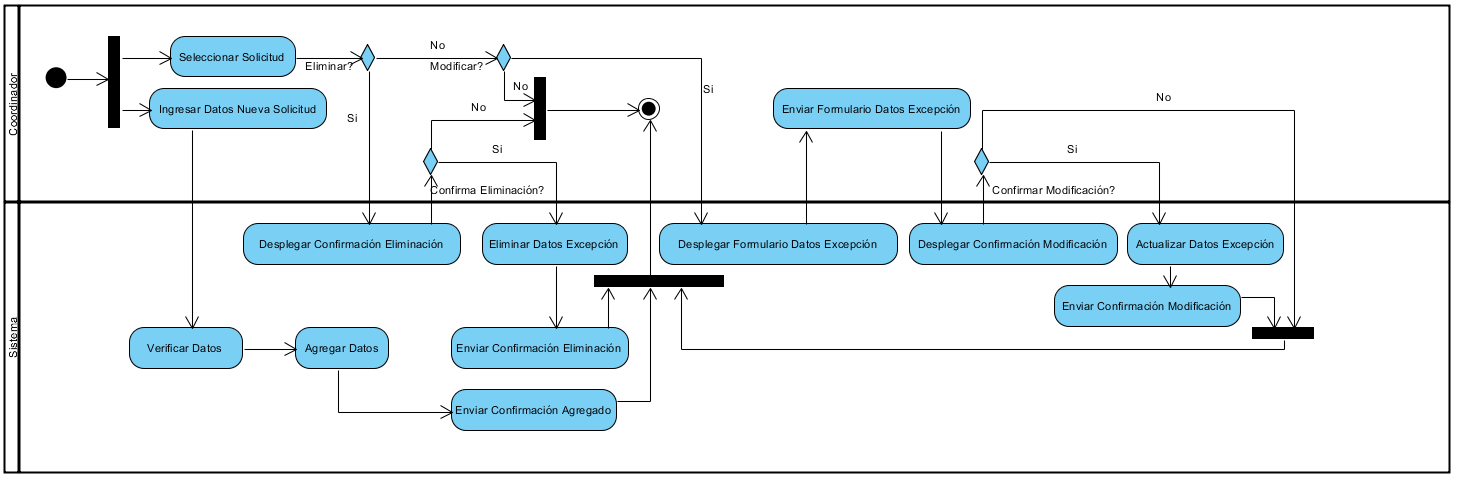 Coordinador
Seleccionar Solicitud
Eliminar?
No
Modificar?
Si
Ingresar Datos Nueva Solicitud
Si
No
No
Si
Confirma Eliminación?
Enviar Formulario Datos Excepción
No
Si
Confirmar Modificación?
Sistema
Desplegar Confirmación Eliminación
Eliminar Datos Excepción
Desplegar Formulario Datos Excepción
Desplegar Confirmación Modificación
Actualizar Datos Excepción
Enviar Confirmación Modificación
Verificar Datos
Agregar Datos
Enviar Confirmación Eliminación
Enviar Confirmación Agregado